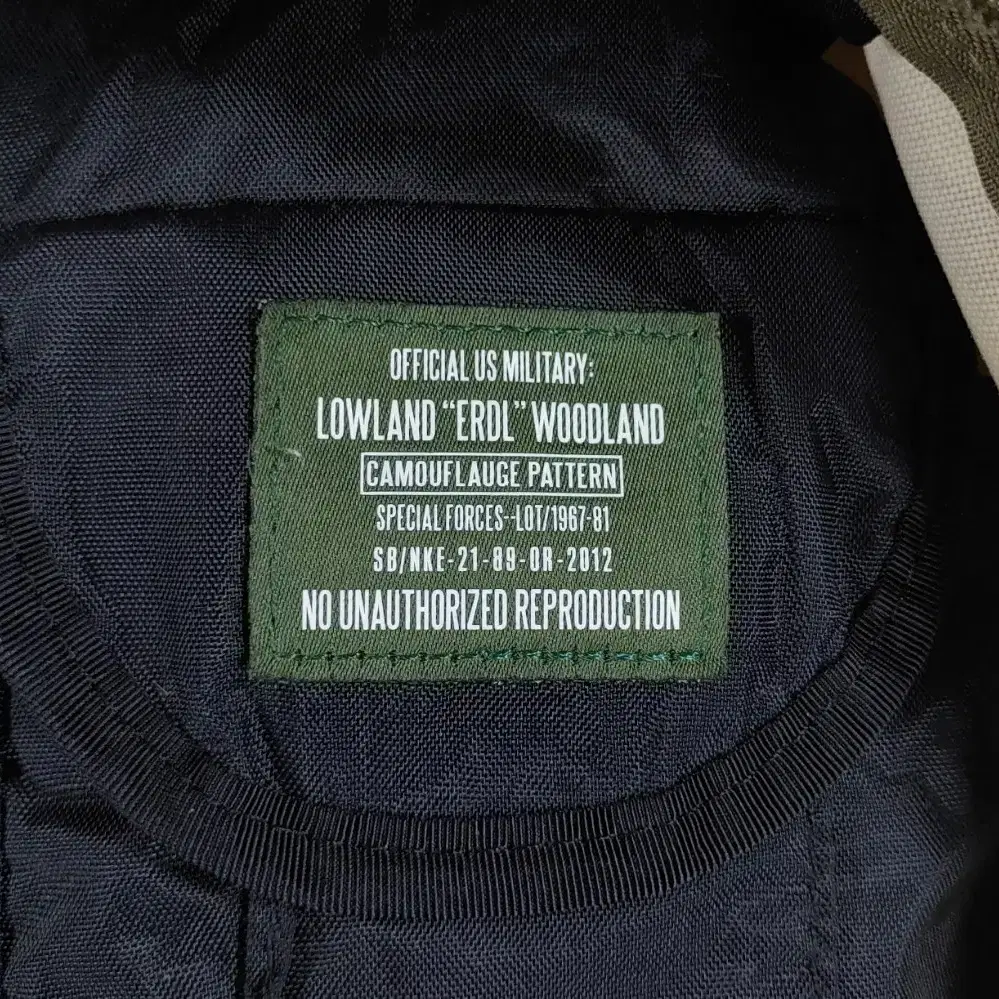 OFFICIAL US MILITARY:
LOWLAND “ERDL” WOODLAND
CAMOUFLAUGE PATTERN
SPECIAL FORCES--LOT/1967-81
SB/NKE-21-89-OR-2012
NO UNAUTHORIZED REPRODUCTION